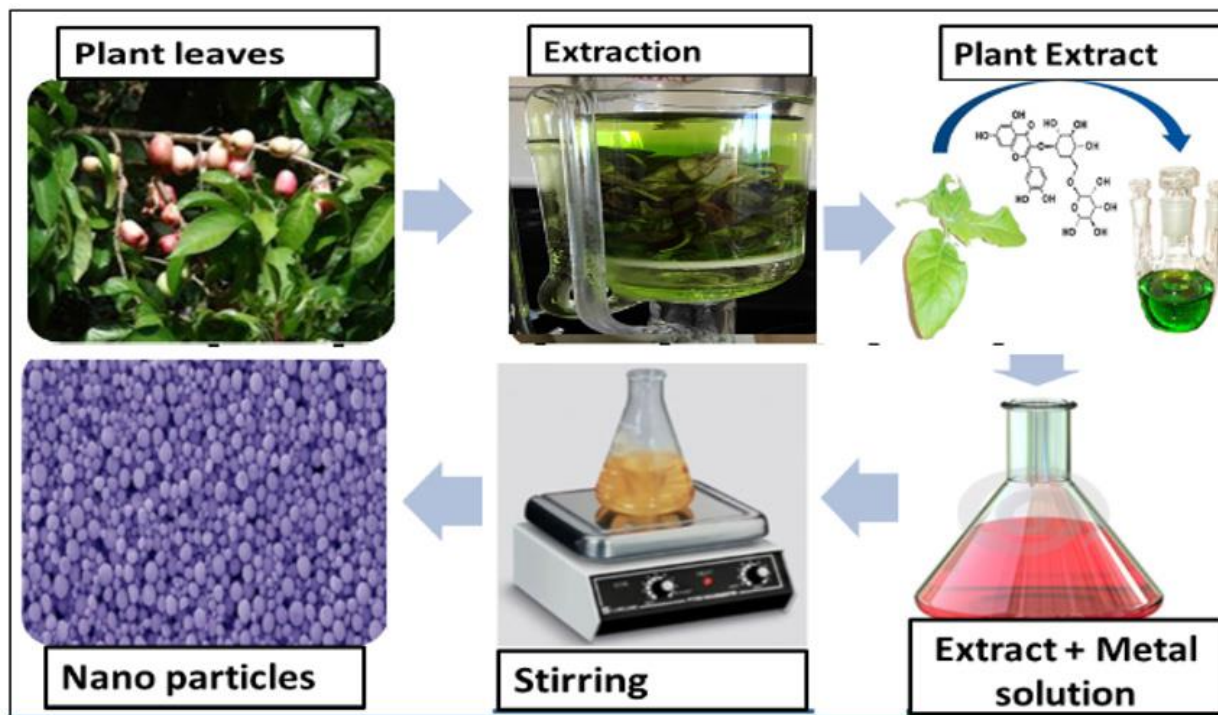 Plant leaves
Extraction
Plant Extract
Nano particles
Stirring
Extract + Metal
solution